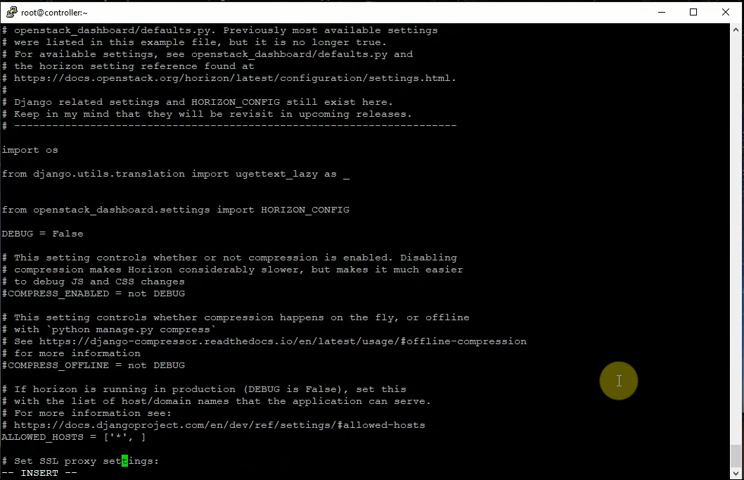 root@controller:~
# openstack_dashboard/defaults.py. Previously most available settings
# were listed in this example file, but it is no longer true.
# For available settings, see openstack_dashboard/defaults.py and
# the horizon setting reference found at
# https://docs.openstack.org/horizon/latest/configuration/settings.html.
#
# Django related settings and HORIZON_CONFIG still exist here.
# Keep in my mind that they will be revisit in upcoming releases.
# --------------------------------------------------------------------
import os
from django.utils.translation import ugettext_lazy as _
from openstack_dashboard.settings import HORIZON_CONFIG
DEBUG = False
# This setting controls whether or not compression is enabled. Disabling
# compression makes Horizon considerably slower, but makes it much easier
# to debug JS and CSS changes
#COMPRESS_ENABLED = not DEBUG
# This setting controls whether compression happens on the fly, or offline
# with `python manage.py compress`
# See https://django-compressor.readthedocs.io/en/latest/usage/#offline-compression
# for more information
#COMPRESS_OFFLINE = not DEBUG
# If horizon is running in production (DEBUG is False), set this
# with the list of host/domain names that the application can serve.
# For more information see:
# https://docs.djangoproject.com/en/dev/ref/settings/#allowed-hosts
ALLOWED_HOSTS = ['*', ]
# Set SSL proxy settings:
-- INSERT --